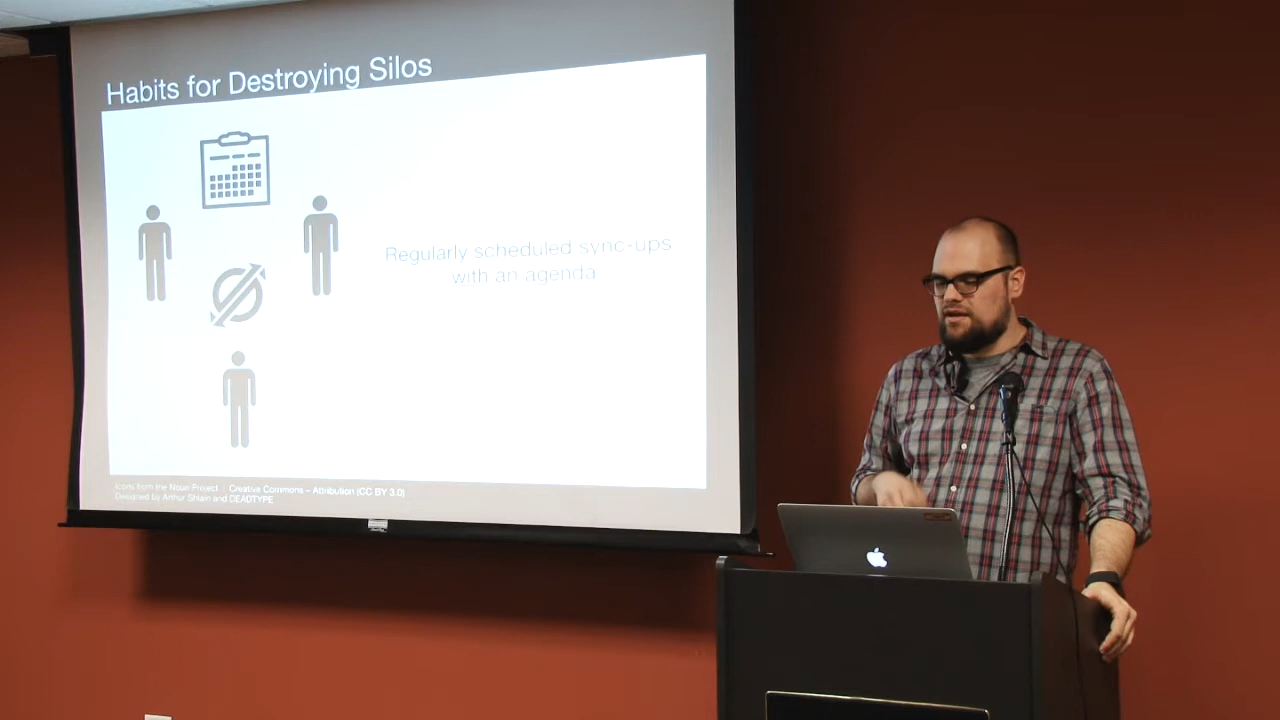 Habits for Destroying Silos
Regularly scheduled sync-ups
with an agenda
Icons from the Noun Project | Creative Commons – Attribution (CC BY 3.0)
Designed by Arthur Shlain and DEADTYPE